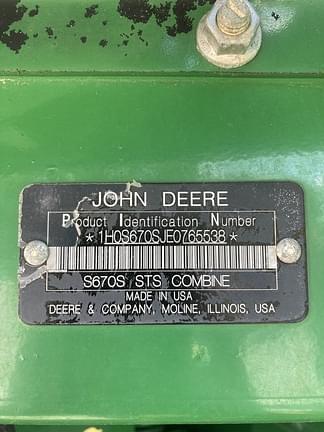 JOHN DEERE
Product Identification Number
*1H0S670SJE0765538*
S670S STS COMBINE
MADE IN USA
DEERE & COMPANY, MOLINE, ILLINOIS, USA